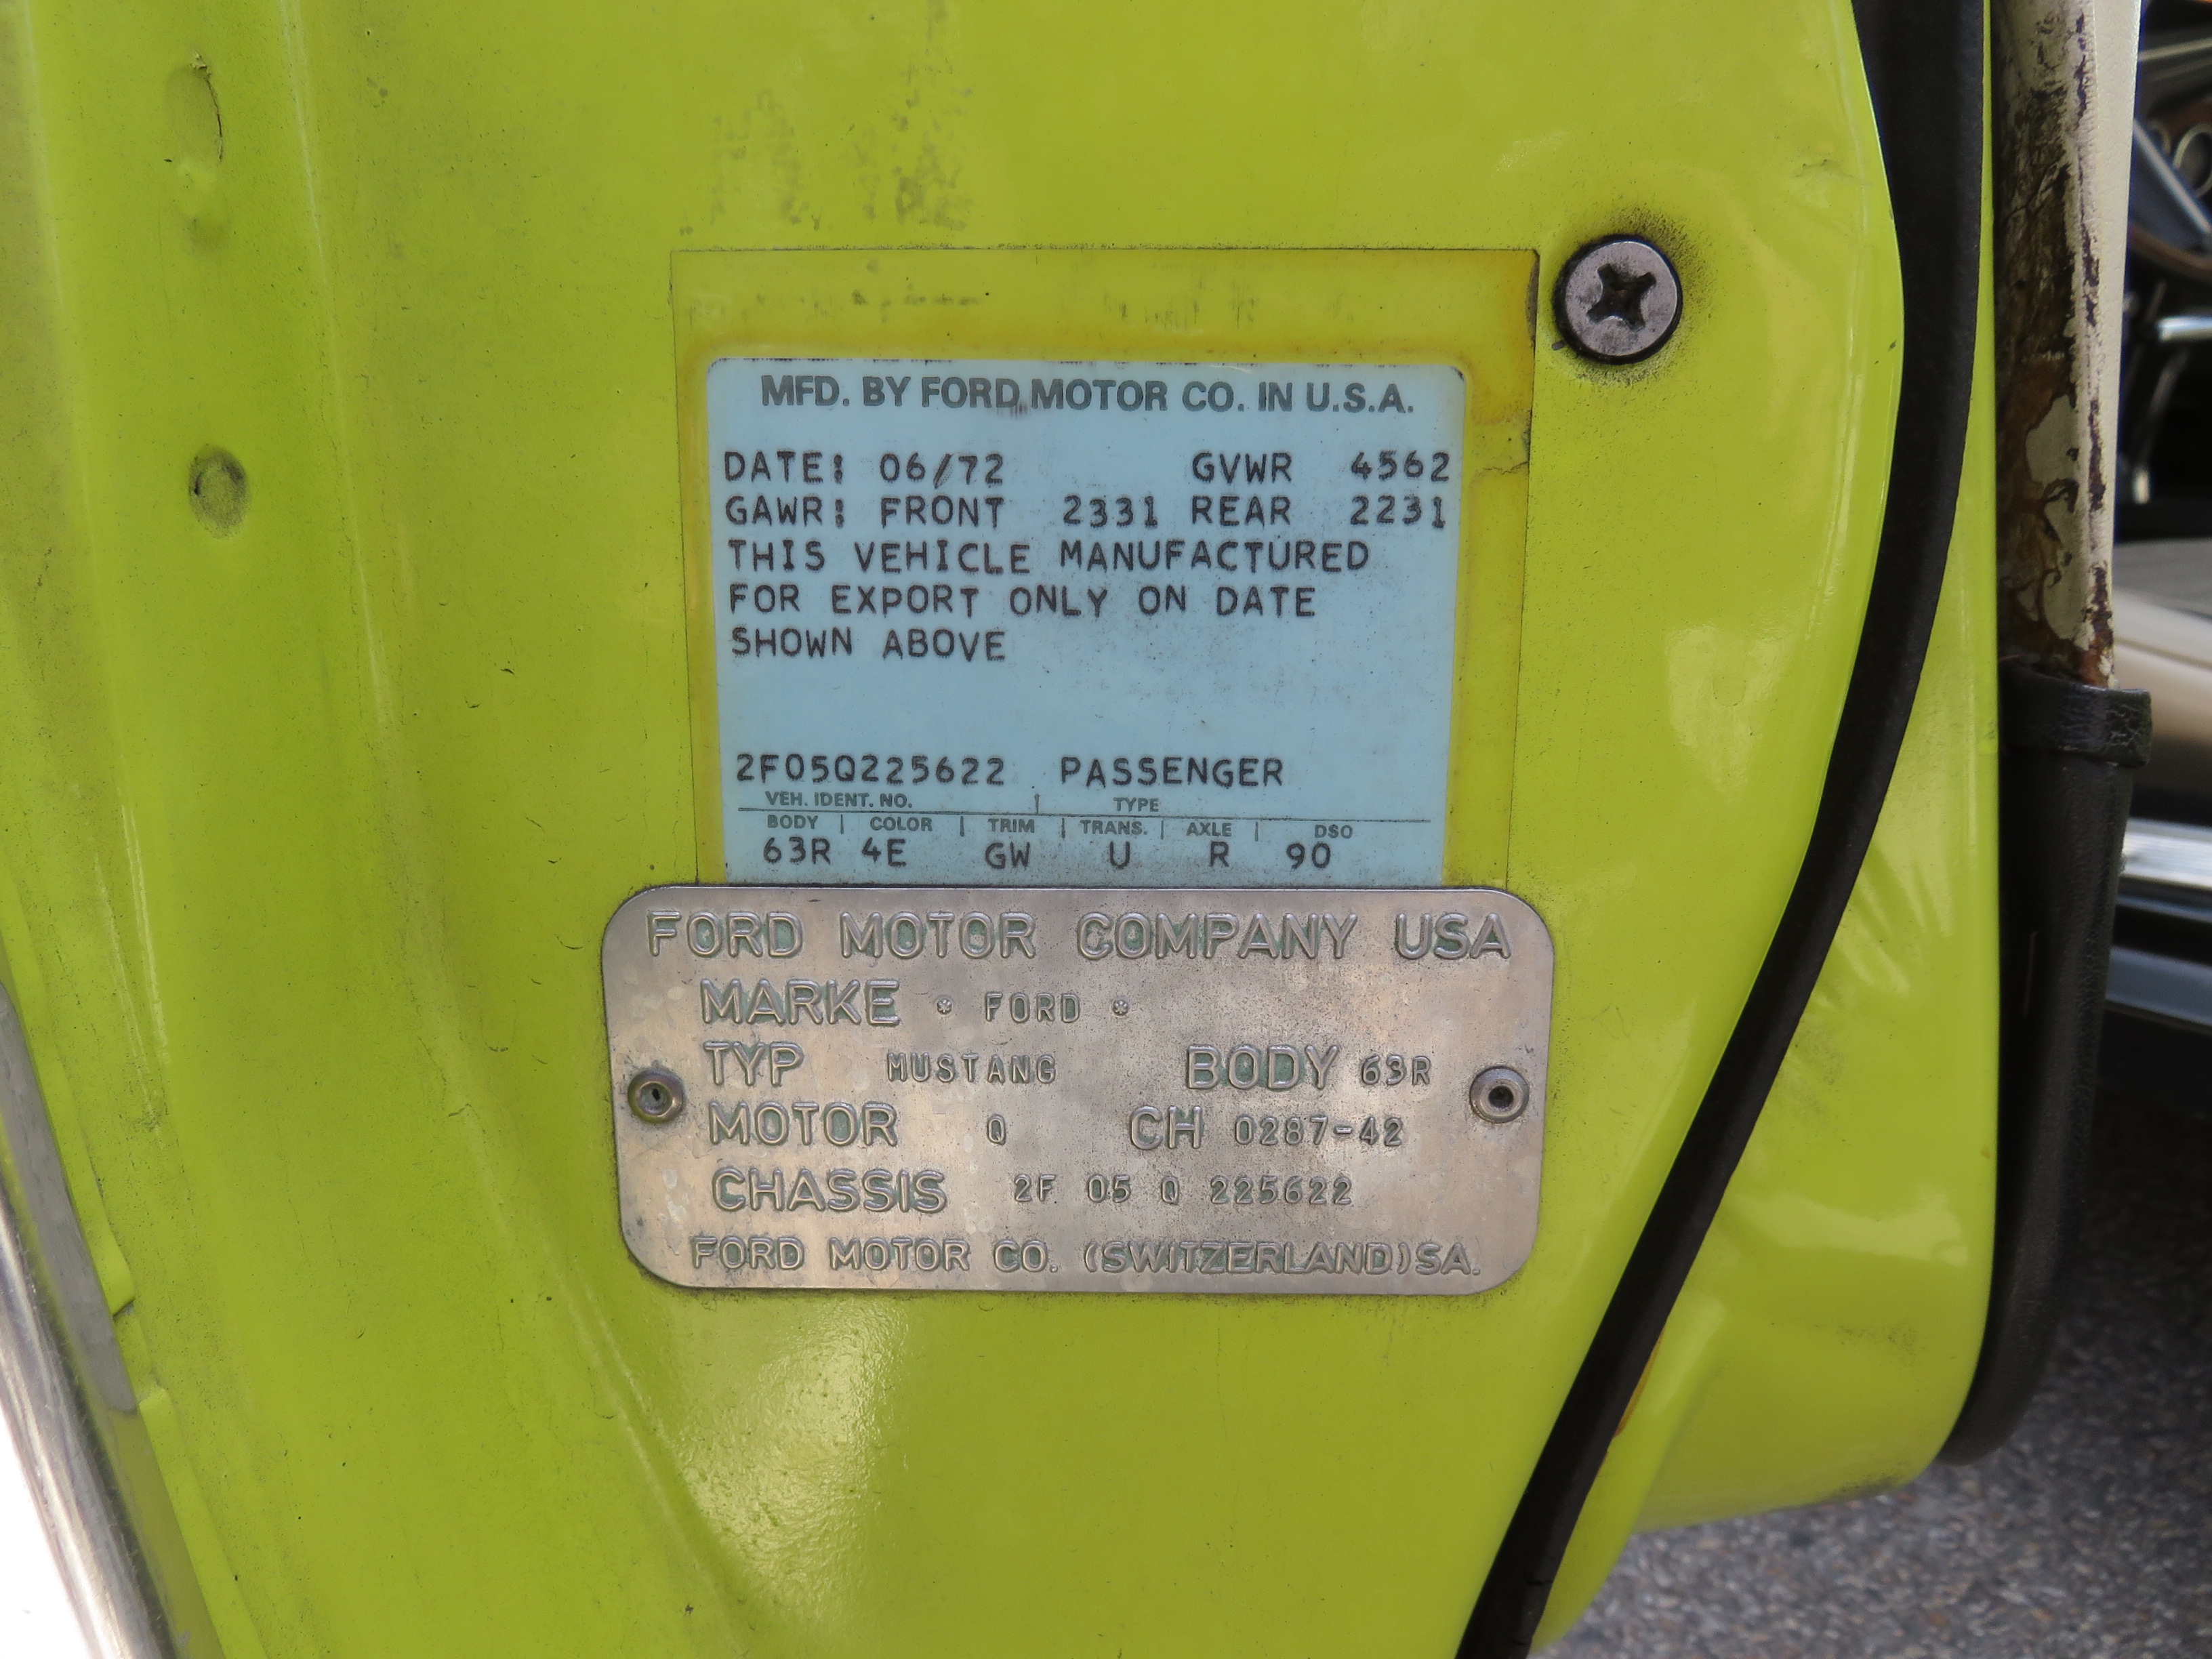 MFD. BY FORD MOTOR CO. IN U.S.A.
DATE: 06/72 GVWR 4562
GAWR: FRONT 2331 REAR 2231
THIS VEHICLE MANUFACTURED
FOR EXPORT ONLY ON DATE
SHOWN ABOVE
2F05Q225622 PASSENGER
VEH. IDENT. NO. | TYPE
BODY | COLOR | TRIM | TRANS. | AXLE | DSO
63R 4E GW U R 90
FORD MOTOR COMPANY USA
MARKE * FORD *
TYP MUSTANG BODY 63R
MOTOR Q CH 0287-42
CHASSIS 2F 05 Q 225622
FORD MOTOR CO. (SWITZERLAND) SA.